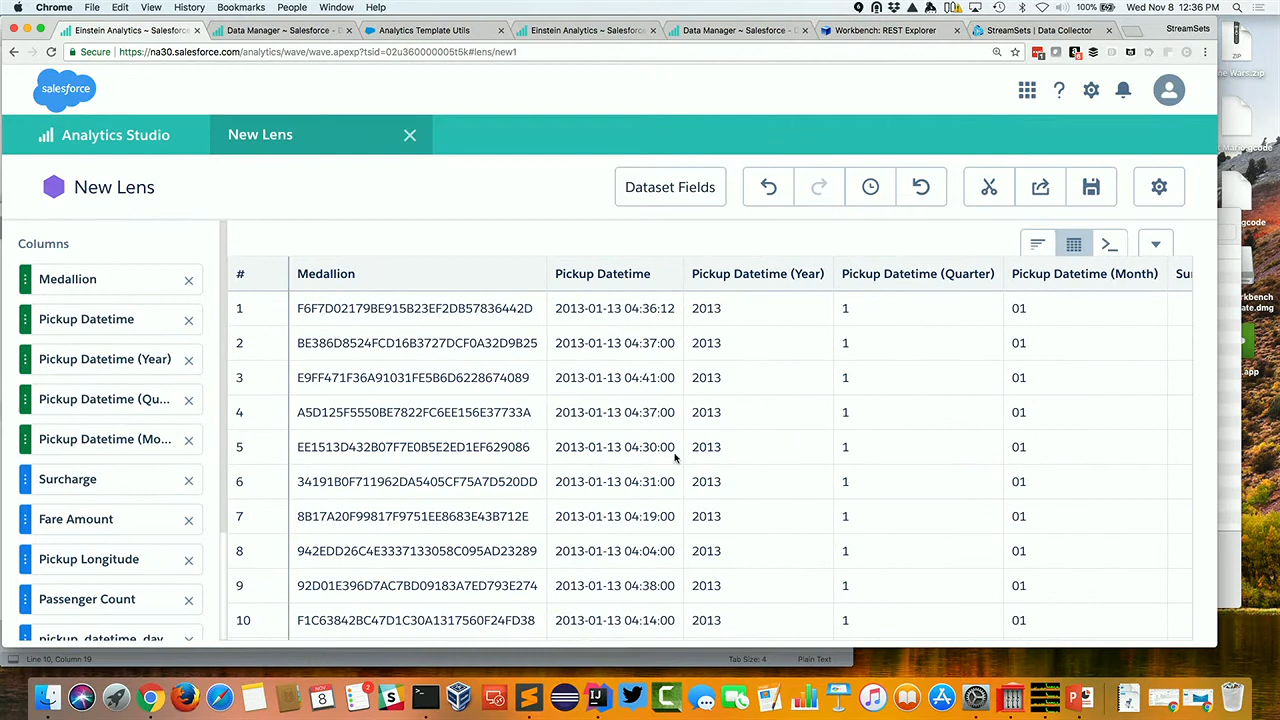 Chrome File Edit View History Bookmarks People Window Help 100% Wed Nov 8 12:36 PM
Einstein Analytics ~ Salesforce Data Manager ~ Salesforce Analytics Template Utils Einstein Analytics ~ Salesforce Data Manager ~ Workbench: REST Explorer StreamSets | Data Collector StreamSets
Secure https://na30.salesforce.com/analytics/wave/wave.apexp?tsid=02u360000005t5k#lens/new1
ZIP
salesforce
Analytics Studio New Lens
New Lens Dataset Fields
Columns
# Medallion Pickup Datetime Pickup Datetime (Year) Pickup Datetime (Quarter) Pickup Datetime (Month) Sur
Medallion
Pickup Datetime
Pickup Datetime (Year)
Pickup Datetime (Qu...
Pickup Datetime (Mo...
Surcharge
Fare Amount
Pickup Longitude
Passenger Count
pickup_datetime_day
1 F6F7D02179BE915B23EF2DB57836442D 2013-01-13 04:36:12 2013 1 01
2 BE386D8524FCD16B3727DCF0A32D9B25 2013-01-13 04:37:00 2013 1 01
3 E9FF471F36A91031FE5B6D6228674089 2013-01-13 04:41:00 2013 1 01
4 A5D125F5550BE7822FC6EE156E37733A 2013-01-13 04:37:00 2013 1 01
5 EE1513D432B07F7E0B5E2ED1EF629086 2013-01-13 04:30:00 2013 1 01
6 34191B0F711962DA5405CF75A7D520DD 2013-01-13 04:31:00 2013 1 01
7 8B17A20F99817F9751EE8683E43B712E 2013-01-13 04:19:00 2013 1 01
8 942EDD26C4E3337133058C095AD23289 2013-01-13 04:04:00 2013 1 01
9 92D01E396D7AC7BD09183A7ED793E274 2013-01-13 04:38:00 2013 1 01
10 F1C63842BC47D1C30A1317560F24FD38 2013-01-13 04:14:00 2013 1 01
Line 10, Column 19 Tab Size: 4 Plain Text